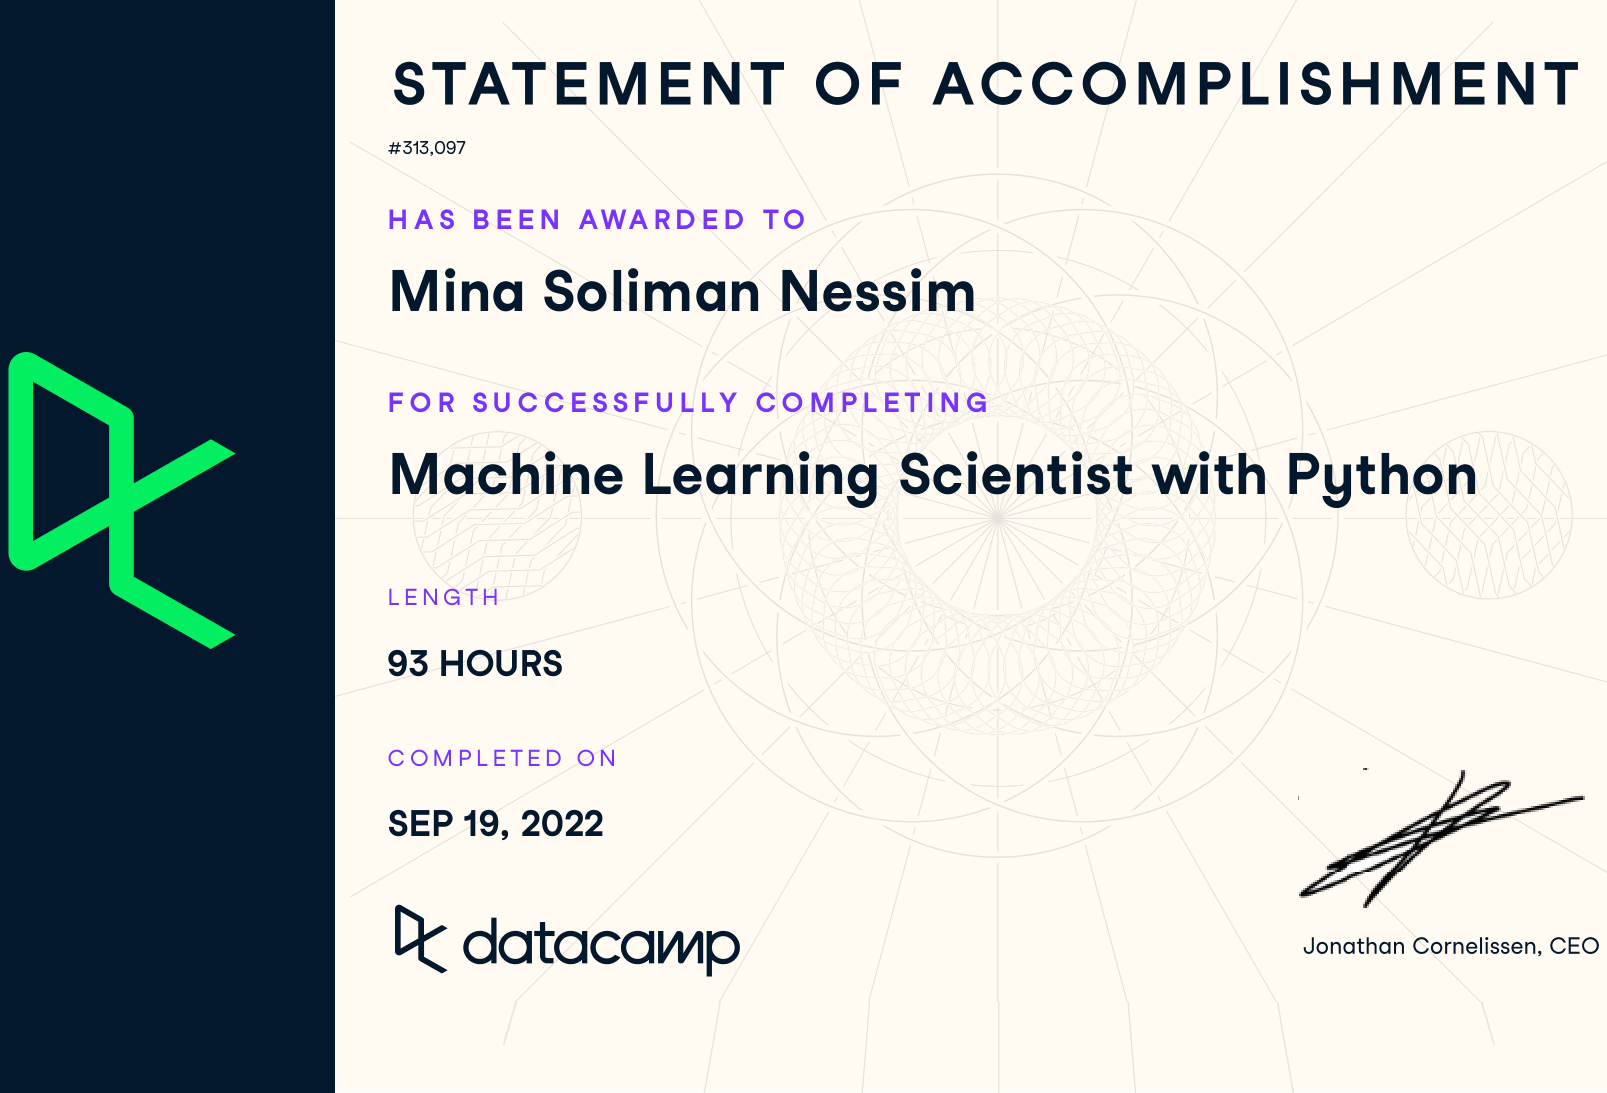 STATEMENT OF ACCOMPLISHMENT
#313,097
HAS BEEN AWARDED TO
Mina Soliman Nessim
FOR SUCCESSFULLY COMPLETING
Machine Learning Scientist with Python
LENGTH
93 HOURS
COMPLETED ON
SEP 19, 2022
datacamp
Jonathan Cornelissen, CEO